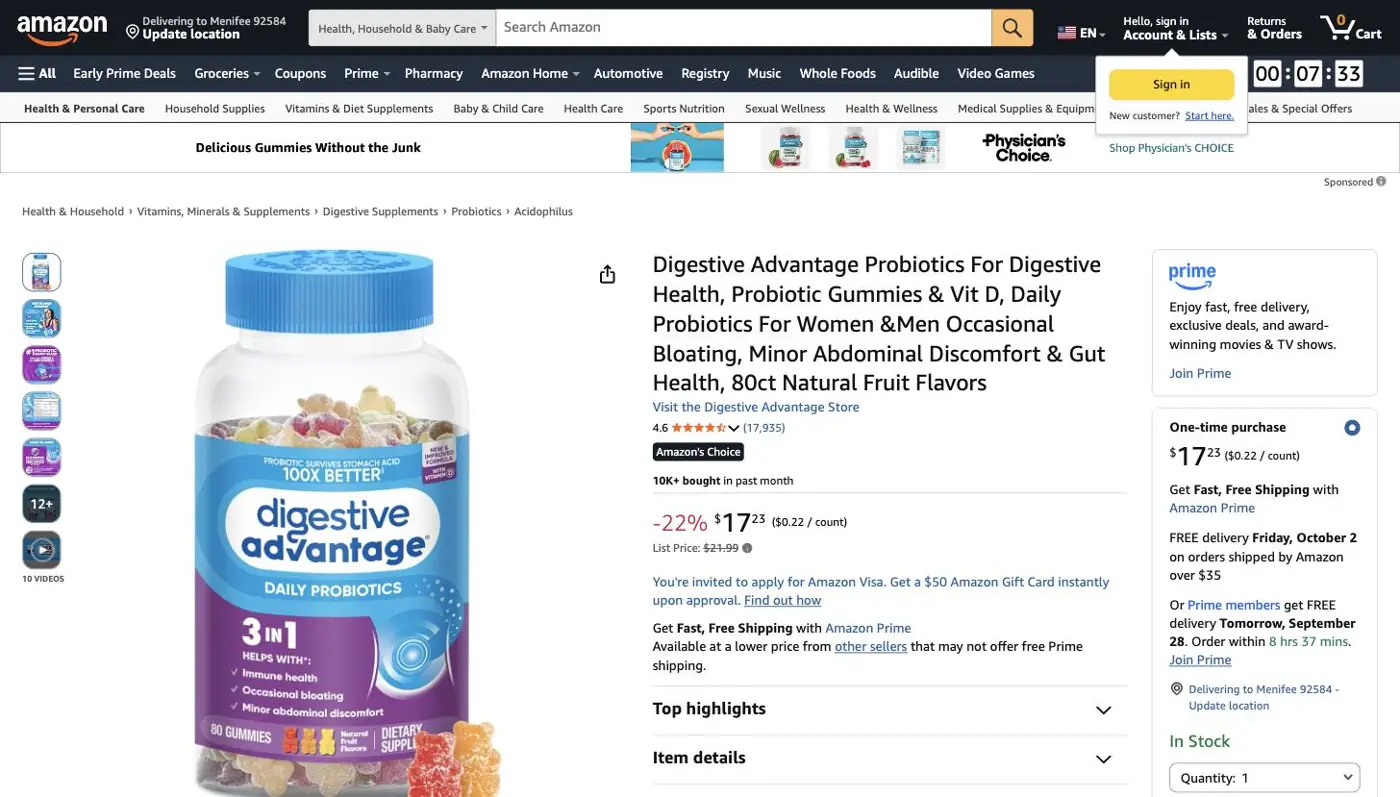 amazon
Delivering to Menifee 92584
Update location
Health, Household & Baby Care
Search Amazon
EN
Hello, sign in
Account & Lists
Returns
& Orders
0
Cart
All
Early Prime Deals
Groceries
Coupons
Prime
Pharmacy
Amazon Home
Automotive
Registry
Music
Whole Foods
Audible
Video Games
00:07:33
Sign in
New customer? Start here.
Health & Personal Care
Household Supplies
Vitamins & Diet Supplements
Baby & Child Care
Health Care
Sports Nutrition
Sexual Wellness
Health & Wellness
Medical Supplies & Equipm
ales & Special Offers
Delicious Gummies Without the Junk
Physician's
CHOICE.
Shop Physician's CHOICE
Sponsored
Health & Household › Vitamins, Minerals & Supplements › Digestive Supplements › Probiotics › Acidophilus
12+
10 VIDEOS
PROBIOTIC SURVIVES STOMACH ACID
100X BETTER
NEW &
IMPROVED
FORMULA
WITH
VITAMIN D
digestive
advantage®
DAILY PROBIOTICS
3 IN 1
HELPS WITH*:
✓ Immune health
✓ Occasional bloating
✓ Minor abdominal discomfort
80 GUMMIES
Natural
Fruit
Flavors
DIETARY
SUPPL
Digestive Advantage Probiotics For Digestive
Health, Probiotic Gummies & Vit D, Daily
Probiotics For Women &Men Occasional
Bloating, Minor Abdominal Discomfort & Gut
Health, 80ct Natural Fruit Flavors
Visit the Digestive Advantage Store
4.6 (17,935)
Amazon's Choice
10K+ bought in past month
-22% $17 23 ($0.22 / count)
List Price: $21.99
You're invited to apply for Amazon Visa. Get a $50 Amazon Gift Card instantly
upon approval. Find out how
Get Fast, Free Shipping with Amazon Prime
Available at a lower price from other sellers that may not offer free Prime
shipping.
Top highlights
Item details
prime
Enjoy fast, free delivery,
exclusive deals, and award-
winning movies & TV shows.
Join Prime
One-time purchase
$17 23 ($0.22 / count)
Get Fast, Free Shipping with
Amazon Prime
FREE delivery Friday, October 2
on orders shipped by Amazon
over $35
Or Prime members get FREE
delivery Tomorrow, September
28. Order within 8 hrs 37 mins.
Join Prime
Delivering to Menifee 92584 -
Update location
In Stock
Quantity: 1